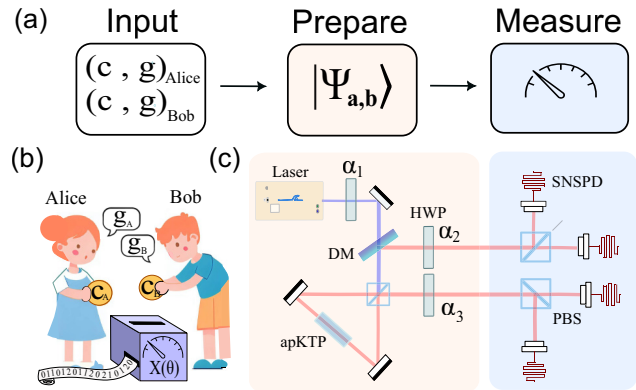 (a)
Input
Prepare
Measure
(c , g)Alice
(c , g)Bob
|Ψa,b⟩
(b)
Alice
Bob
gA
gB
CA
CB
X(θ)
0110120112021020120
(c)
Laser
α1
HWP
α2
DM
α3
apKTP
SNSPD
PBS